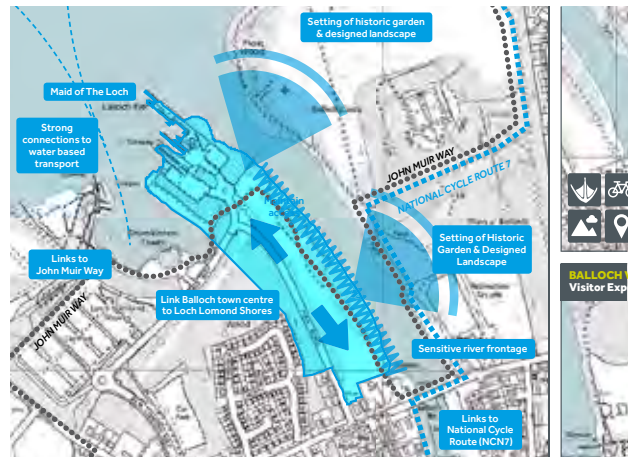 Setting of historic garden
& designed landscape
Maid of The Loch
Strong
connections to
water based
transport
JOHN MUIR WAY
NATIONAL CYCLE ROUTE 7
Setting of Historic
Garden & Designed
Landscape
Links to
John Muir Way
Link Balloch town centre
to Loch Lomond Shores
JOHN MUIR WAY
Sensitive river frontage
Links to
National Cycle
Route (NCN7)
BALLOCH
Visitor Exp